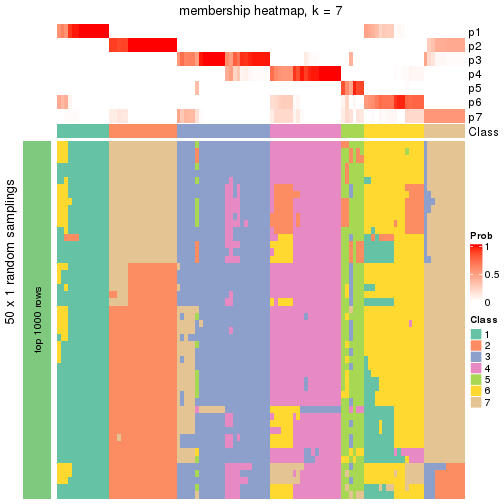 membership heatmap, k = 7
p1
p2
p3
p4
p5
p6
p7
Class
50 x 1 random samplings
top 1000 rows
Prob
1
0.5
0
Class
1
2
3
4
5
6
7